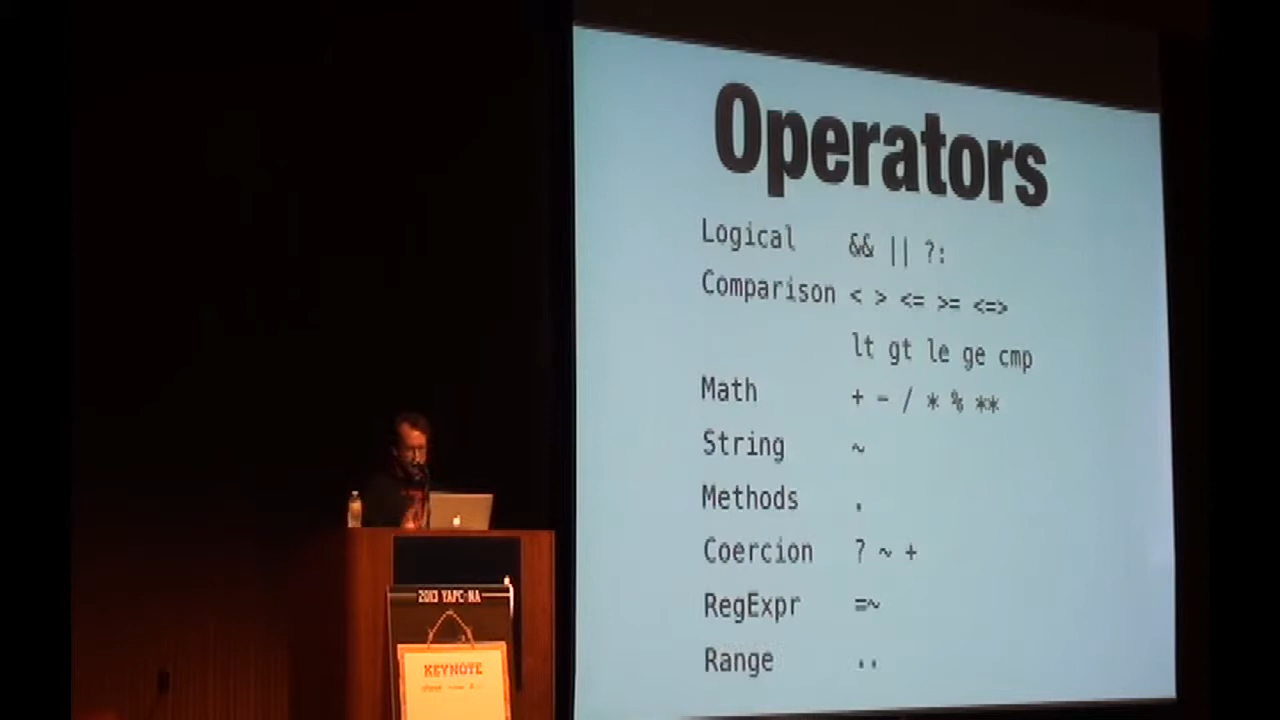 Operators
Logical && || ?:
Comparison < > <= >= <=>
lt gt le ge cmp
Math + - / * % **
String ~
Methods .
Coercion ? ~ +
RegExpr =~
Range ..
2013 YAPC·NA
KEYNOTE